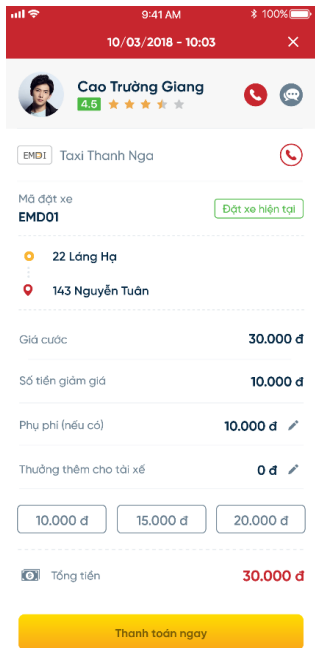 9:41 AM 100%
10/03/2018 - 10:03
Cao Trường Giang
4.5
EMDI Taxi Thanh Nga
Mã đặt xe
EMD01
Đặt xe hiện tại
22 Láng Hạ
143 Nguyễn Tuân
Giá cước 30.000 đ
Số tiền giảm giá 10.000 đ
Phụ phí (nếu có) 10.000 đ
Thưởng thêm cho tài xế 0 đ
10.000 đ 15.000 đ 20.000 đ
Tổng tiền 30.000 đ
Thanh toán ngay